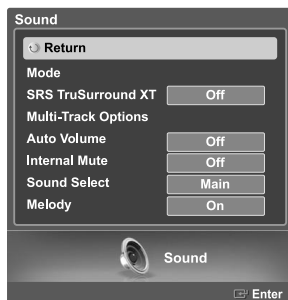 Sound
Return
Mode
SRS TruSurround XT Off
Multi-Track Options
Auto Volume Off
Internal Mute Off
Sound Select Main
Melody On
Sound
Enter